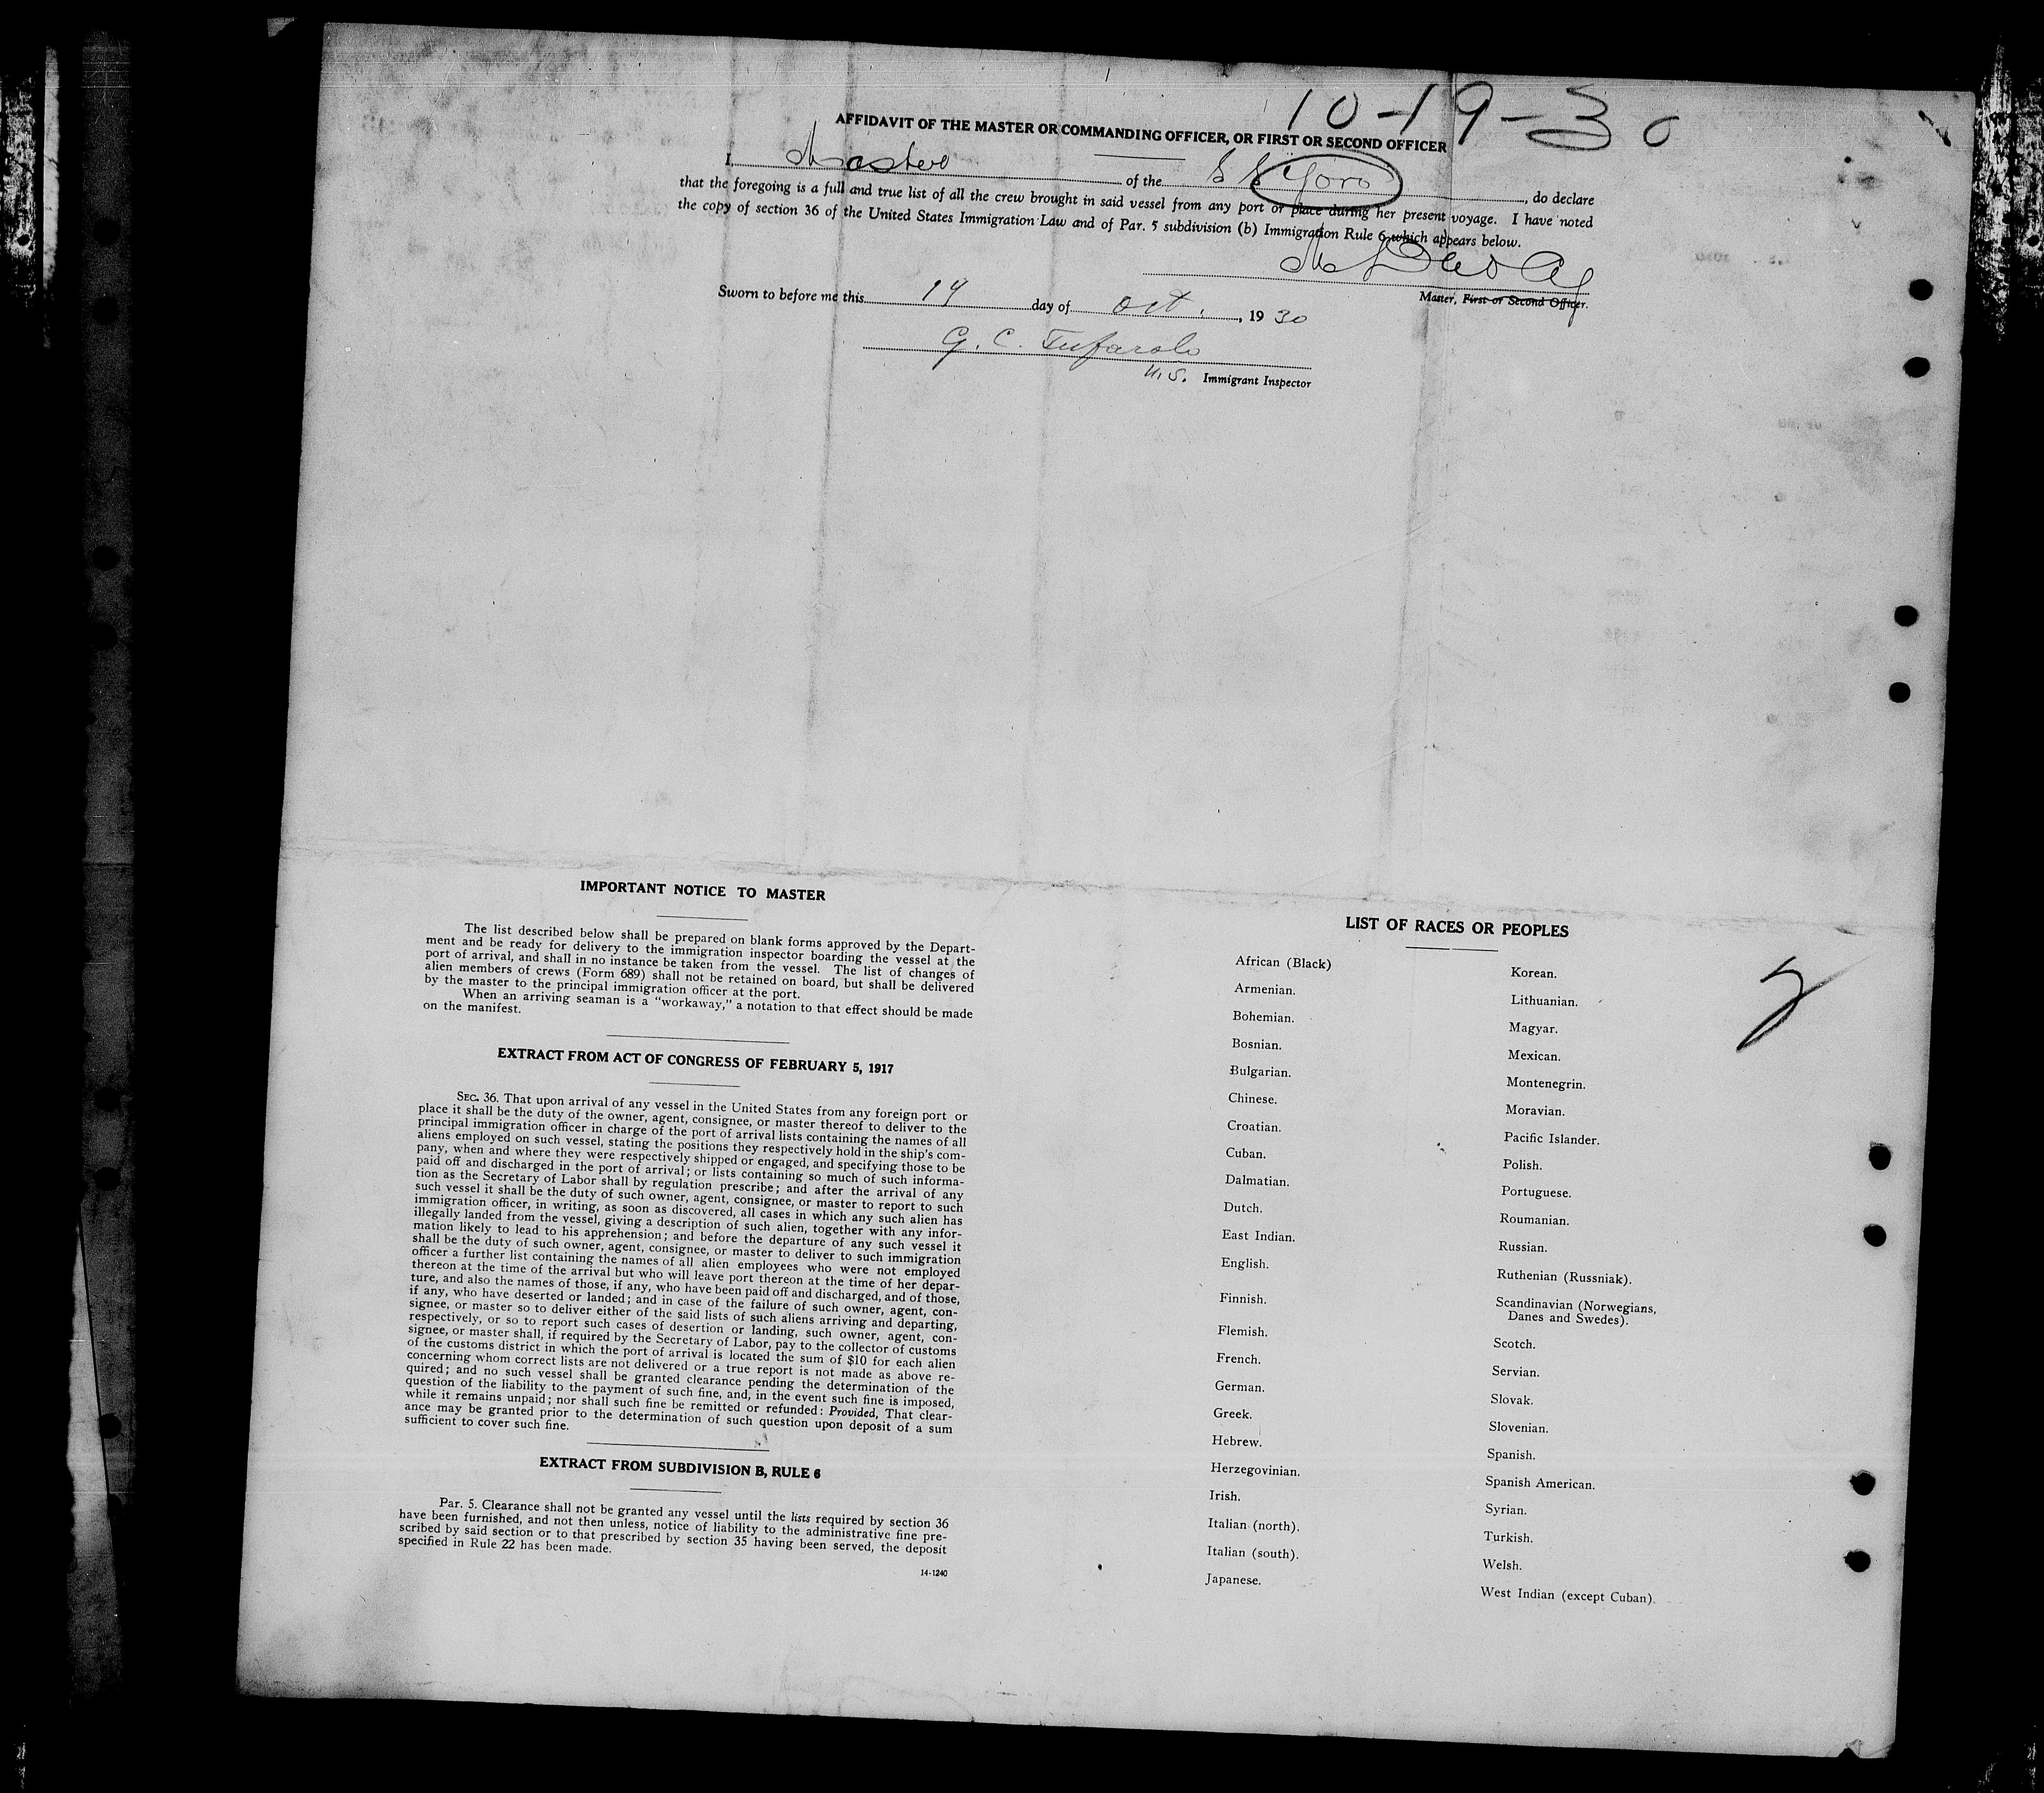 10-19-30
AFFIDAVIT OF THE MASTER OR COMMANDING OFFICER, OR FIRST OR SECOND OFFICER
I, Master of the S S Yoro, do declare
that the foregoing is a full and true list of all the crew brought in said vessel from any port or place during her present voyage. I have noted
the copy of section 36 of the United States Immigration Law and of Par. 5 subdivision (b) Immigration Rule 6 which appears below.
Master, First or Second Officer.
Sworn to before me this 19 day of Oct., 1930
G. C. Tufarolo
U.S. Immigrant Inspector
IMPORTANT NOTICE TO MASTER
The list described below shall be prepared on blank forms approved by the Depart-
ment and be ready for delivery to the immigration inspector boarding the vessel at the
port of arrival, and shall in no instance be taken from the vessel. The list of changes of
alien members of crews (Form 689) shall not be retained on board, but shall be delivered
by the master to the principal immigration officer at the port.
When an arriving seaman is a "workaway," a notation to that effect should be made
on the manifest.
EXTRACT FROM ACT OF CONGRESS OF FEBRUARY 5, 1917
SEC. 36. That upon arrival of any vessel in the United States from any foreign port or
place it shall be the duty of the owner, agent, consignee, or master thereof to deliver to the
principal immigration officer in charge of the port of arrival lists containing the names of all
aliens employed on such vessel, stating the positions they respectively hold in the ship's com-
pany, when and where they were respectively shipped or engaged, and specifying those to be
paid off and discharged in the port of arrival; or lists containing so much of such informa-
tion as the Secretary of Labor shall by regulation prescribe; and after the arrival of any
such vessel it shall be the duty of such owner, agent, consignee, or master to report to such
immigration officer, in writing, as soon as discovered, all cases in which any such alien has
illegally landed from the vessel, giving a description of such alien, together with any infor-
mation likely to lead to his apprehension; and before the departure of any such vessel it
shall be the duty of such owner, agent, consignee, or master to deliver to such immigration
officer a further list containing the names of all alien employees who were not employed
thereon at the time of the arrival but who will leave port thereon at the time of her depar-
ture, and also the names of those, if any, who have been paid off and discharged, and of those,
if any, who have deserted or landed; and in case of the failure of such owner, agent, con-
signee, or master so to deliver either of the said lists of such aliens arriving and departing,
respectively, or so to report such cases of desertion or landing, such owner, agent, con-
signee, or master shall, if required by the Secretary of Labor, pay to the collector of customs
of the customs district in which the port of arrival is located the sum of $10 for each alien
concerning whom correct lists are not delivered or a true report is not made as above re-
quired; and no such vessel shall be granted clearance pending the determination of the
question of the liability to the payment of such fine, and, in the event such fine is imposed,
while it remains unpaid; nor shall such fine be remitted or refunded: Provided, That clear-
ance may be granted prior to the determination of such question upon deposit of a sum
sufficient to cover such fine.
EXTRACT FROM SUBDIVISION B, RULE 6
Par. 5. Clearance shall not be granted any vessel until the lists required by section 36
have been furnished, and not then unless, notice of liability to the administrative fine pre-
scribed by said section or to that prescribed by section 35 having been served, the deposit
specified in Rule 22 has been made.
14-1240
LIST OF RACES OR PEOPLES
African (Black)
Armenian.
Bohemian.
Bosnian.
Bulgarian.
Chinese.
Croatian.
Cuban.
Dalmatian.
Dutch.
East Indian.
English.
Finnish.
Flemish.
French.
German.
Greek.
Hebrew.
Herzegovinian.
Irish.
Italian (north).
Italian (south).
Japanese.
Korean.
Lithuanian.
Magyar.
Mexican.
Montenegrin.
Moravian.
Pacific Islander.
Polish.
Portuguese.
Roumanian.
Russian.
Ruthenian (Russniak).
Scandinavian (Norwegians,
Danes and Swedes).
Scotch.
Servian.
Slovak.
Slovenian.
Spanish.
Spanish American.
Syrian.
Turkish.
Welsh.
West Indian (except Cuban).